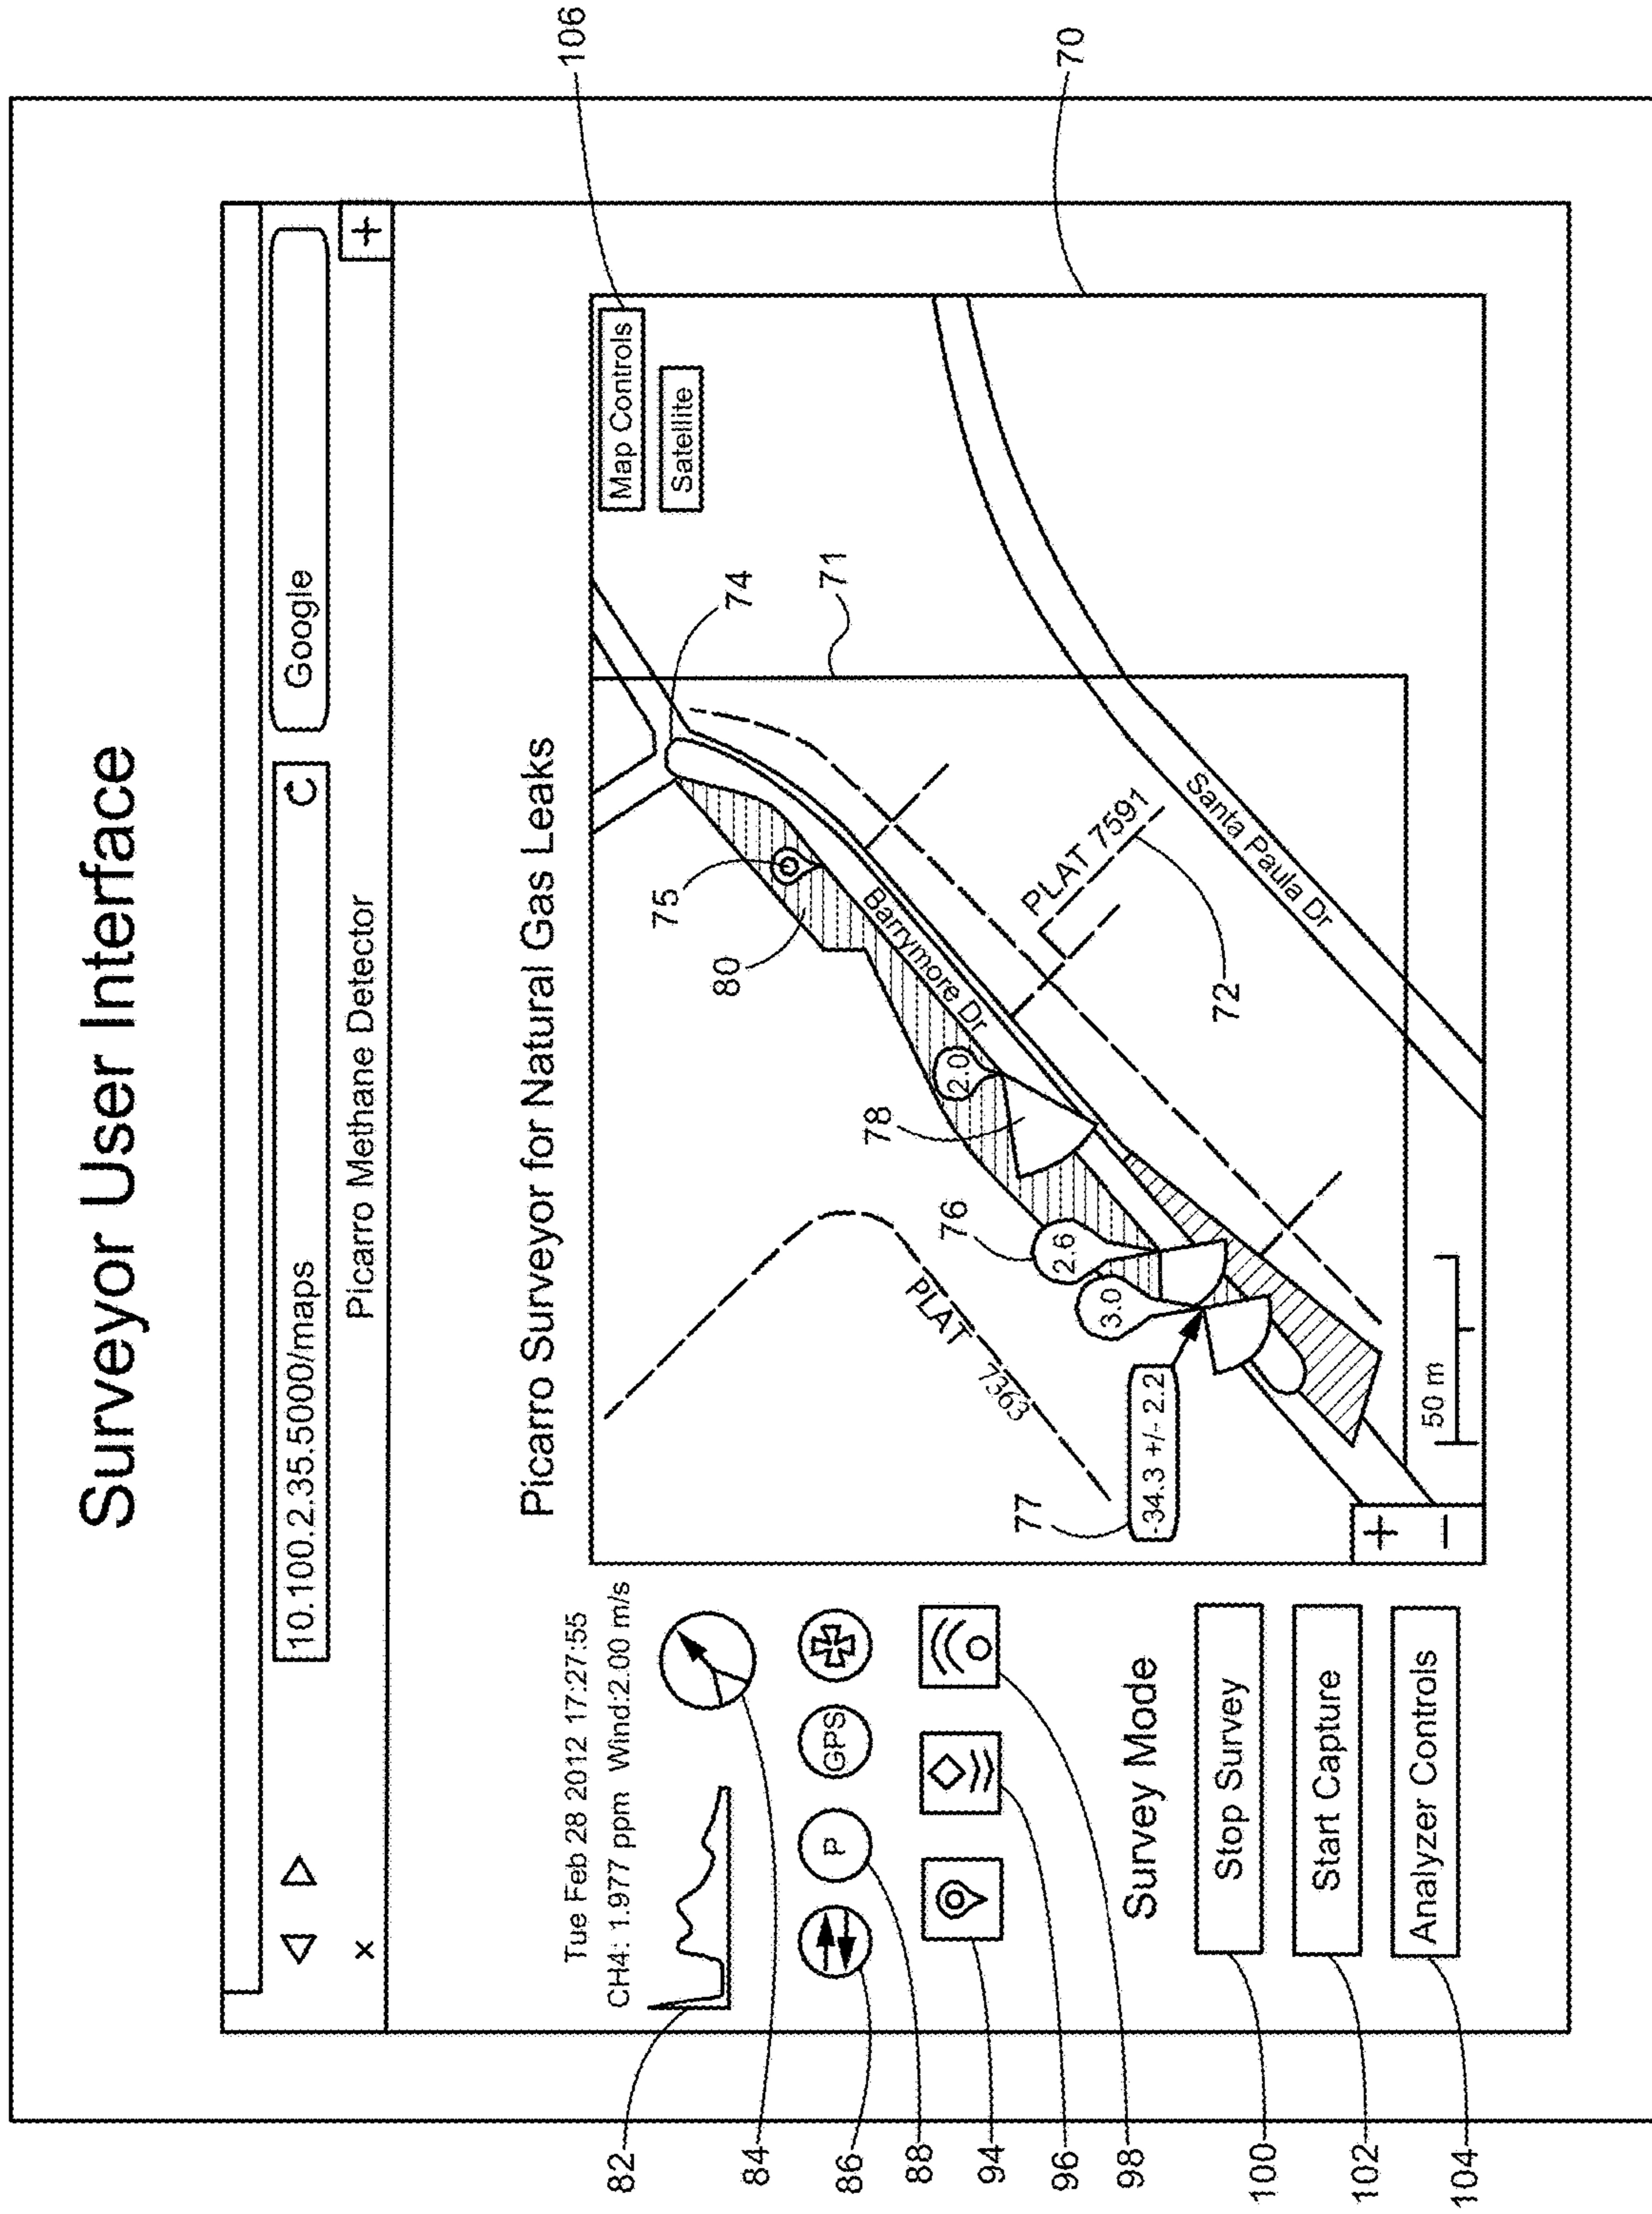 Surveyor User Interface
10.100.2.35.5000/maps
Google
×
Picarro Methane Detector
+
Picarro Surveyor for Natural Gas Leaks
Tue Feb 28 2012 17:27:55
CH4: 1.977 ppm Wind:2.00 m/s
P
GPS
Survey Mode
Stop Survey
Start Capture
Analyzer Controls
Map Controls
Satellite
Barrymore Dr
Santa Paula Dr
PLAT 7591
PLAT 7363
2.0
2.6
3.0
-34.3 +/- 2.2
50 m
+
−
106
70
74
71
75
80
72
78
76
77
82
84
86
88
94
96
98
100
102
104